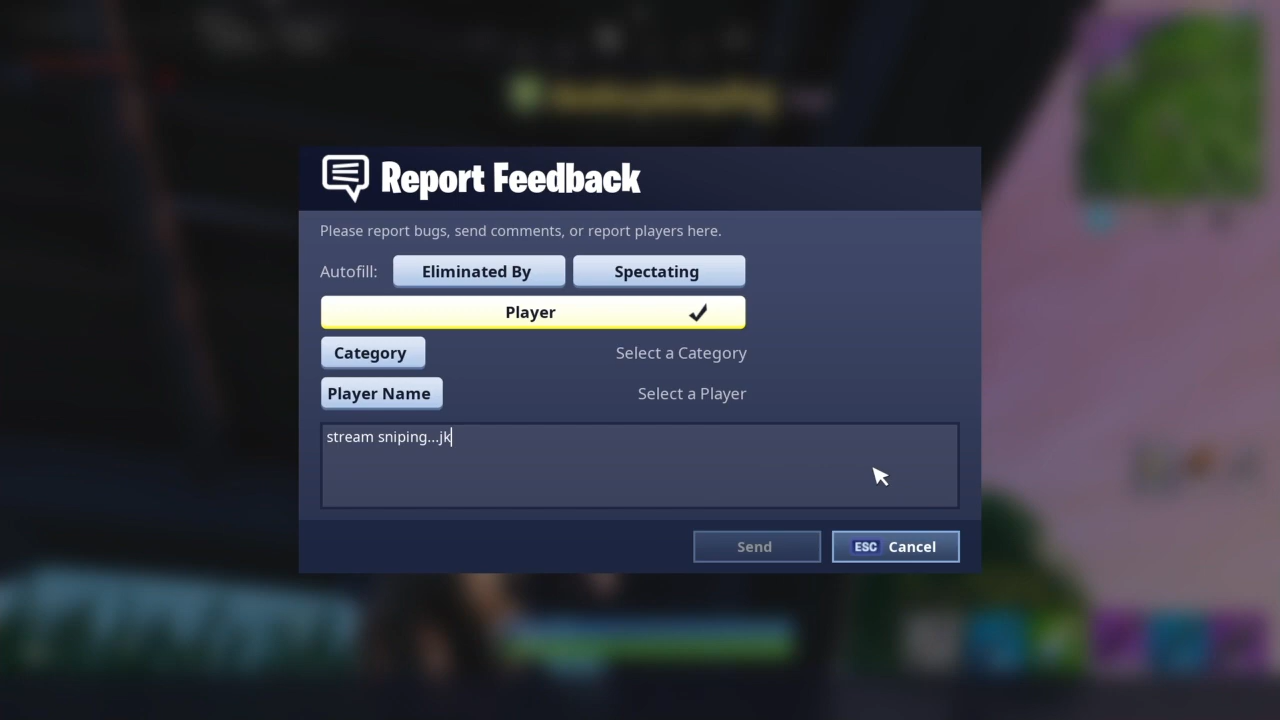 Report Feedback
Please report bugs, send comments, or report players here.
Autofill: Eliminated By Spectating
Player
Category Select a Category
Player Name Select a Player
stream sniping...jk
Send ESC Cancel